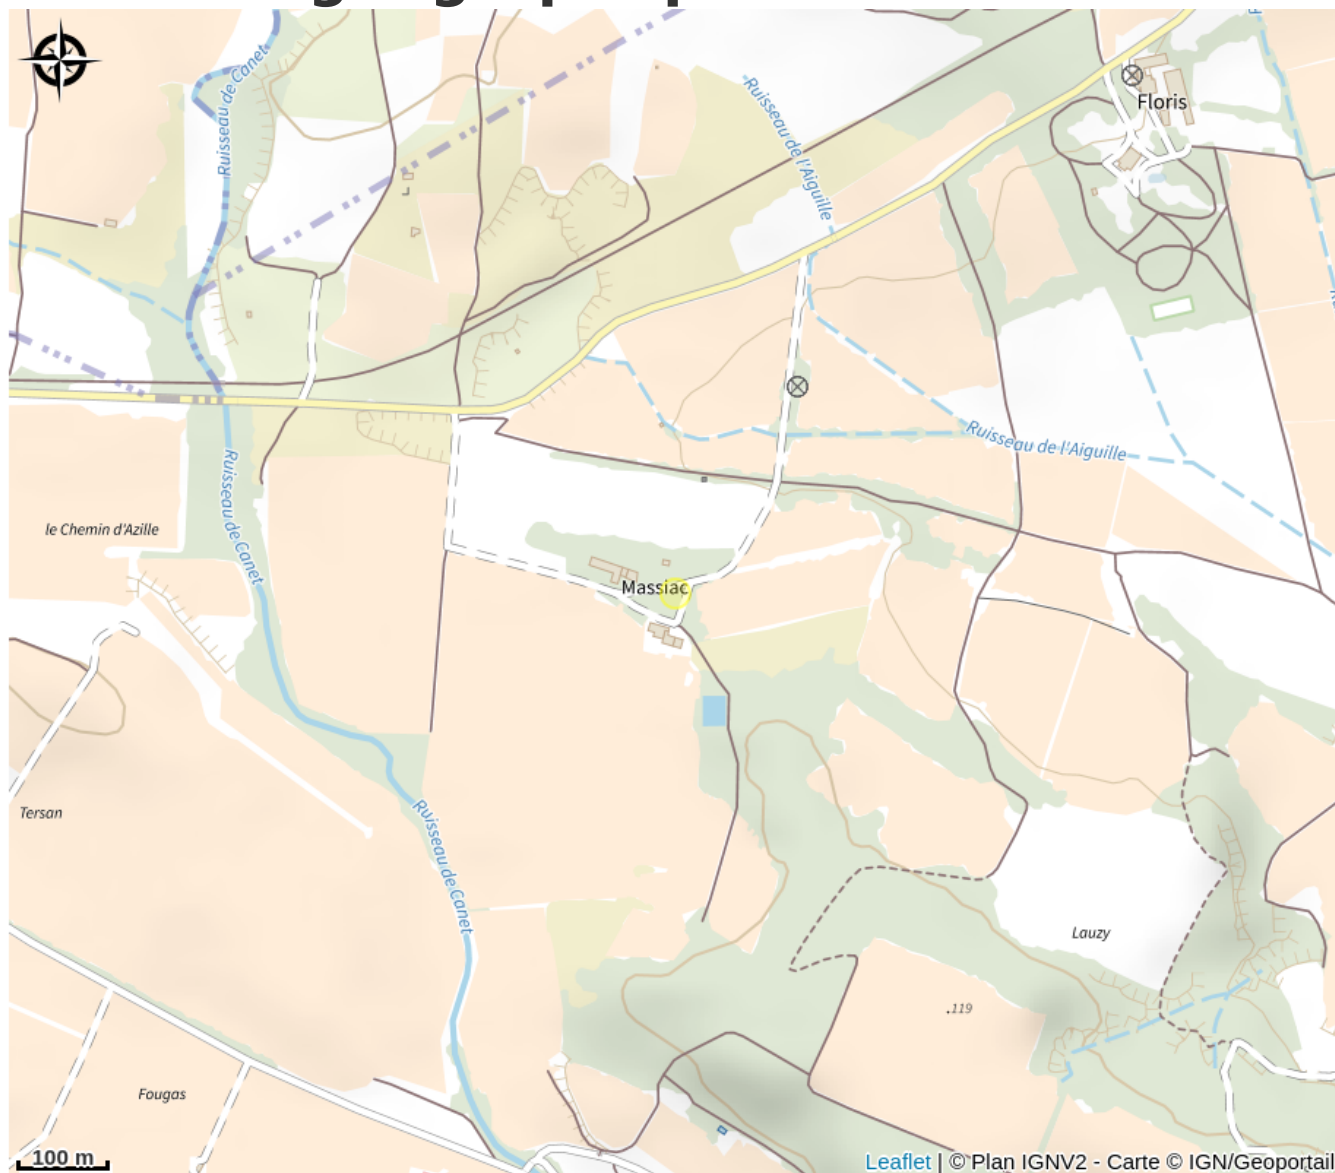 Ruisseau de Canet
Ruisseau de l'Aiguille
Floris
Ruisseau de l'Aiguille
Ruisseau de Canet
le Chemin d'Azille
Massiac
Tersan
Ruisseau de Canet
Lauzy
.119
Fougas
100 m
Leaflet | © Plan IGNV2 - Carte © IGN/Geoportail